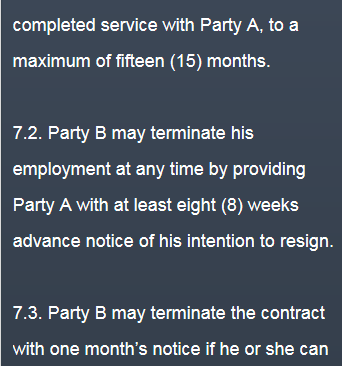 completed service with Party A, to a
maximum of fifteen (15) months.
7.2. Party B may terminate his
employment at any time by providing
Party A with at least eight (8) weeks
advance notice of his intention to resign.
7.3. Party B may terminate the contract
with one month’s notice if he or she can